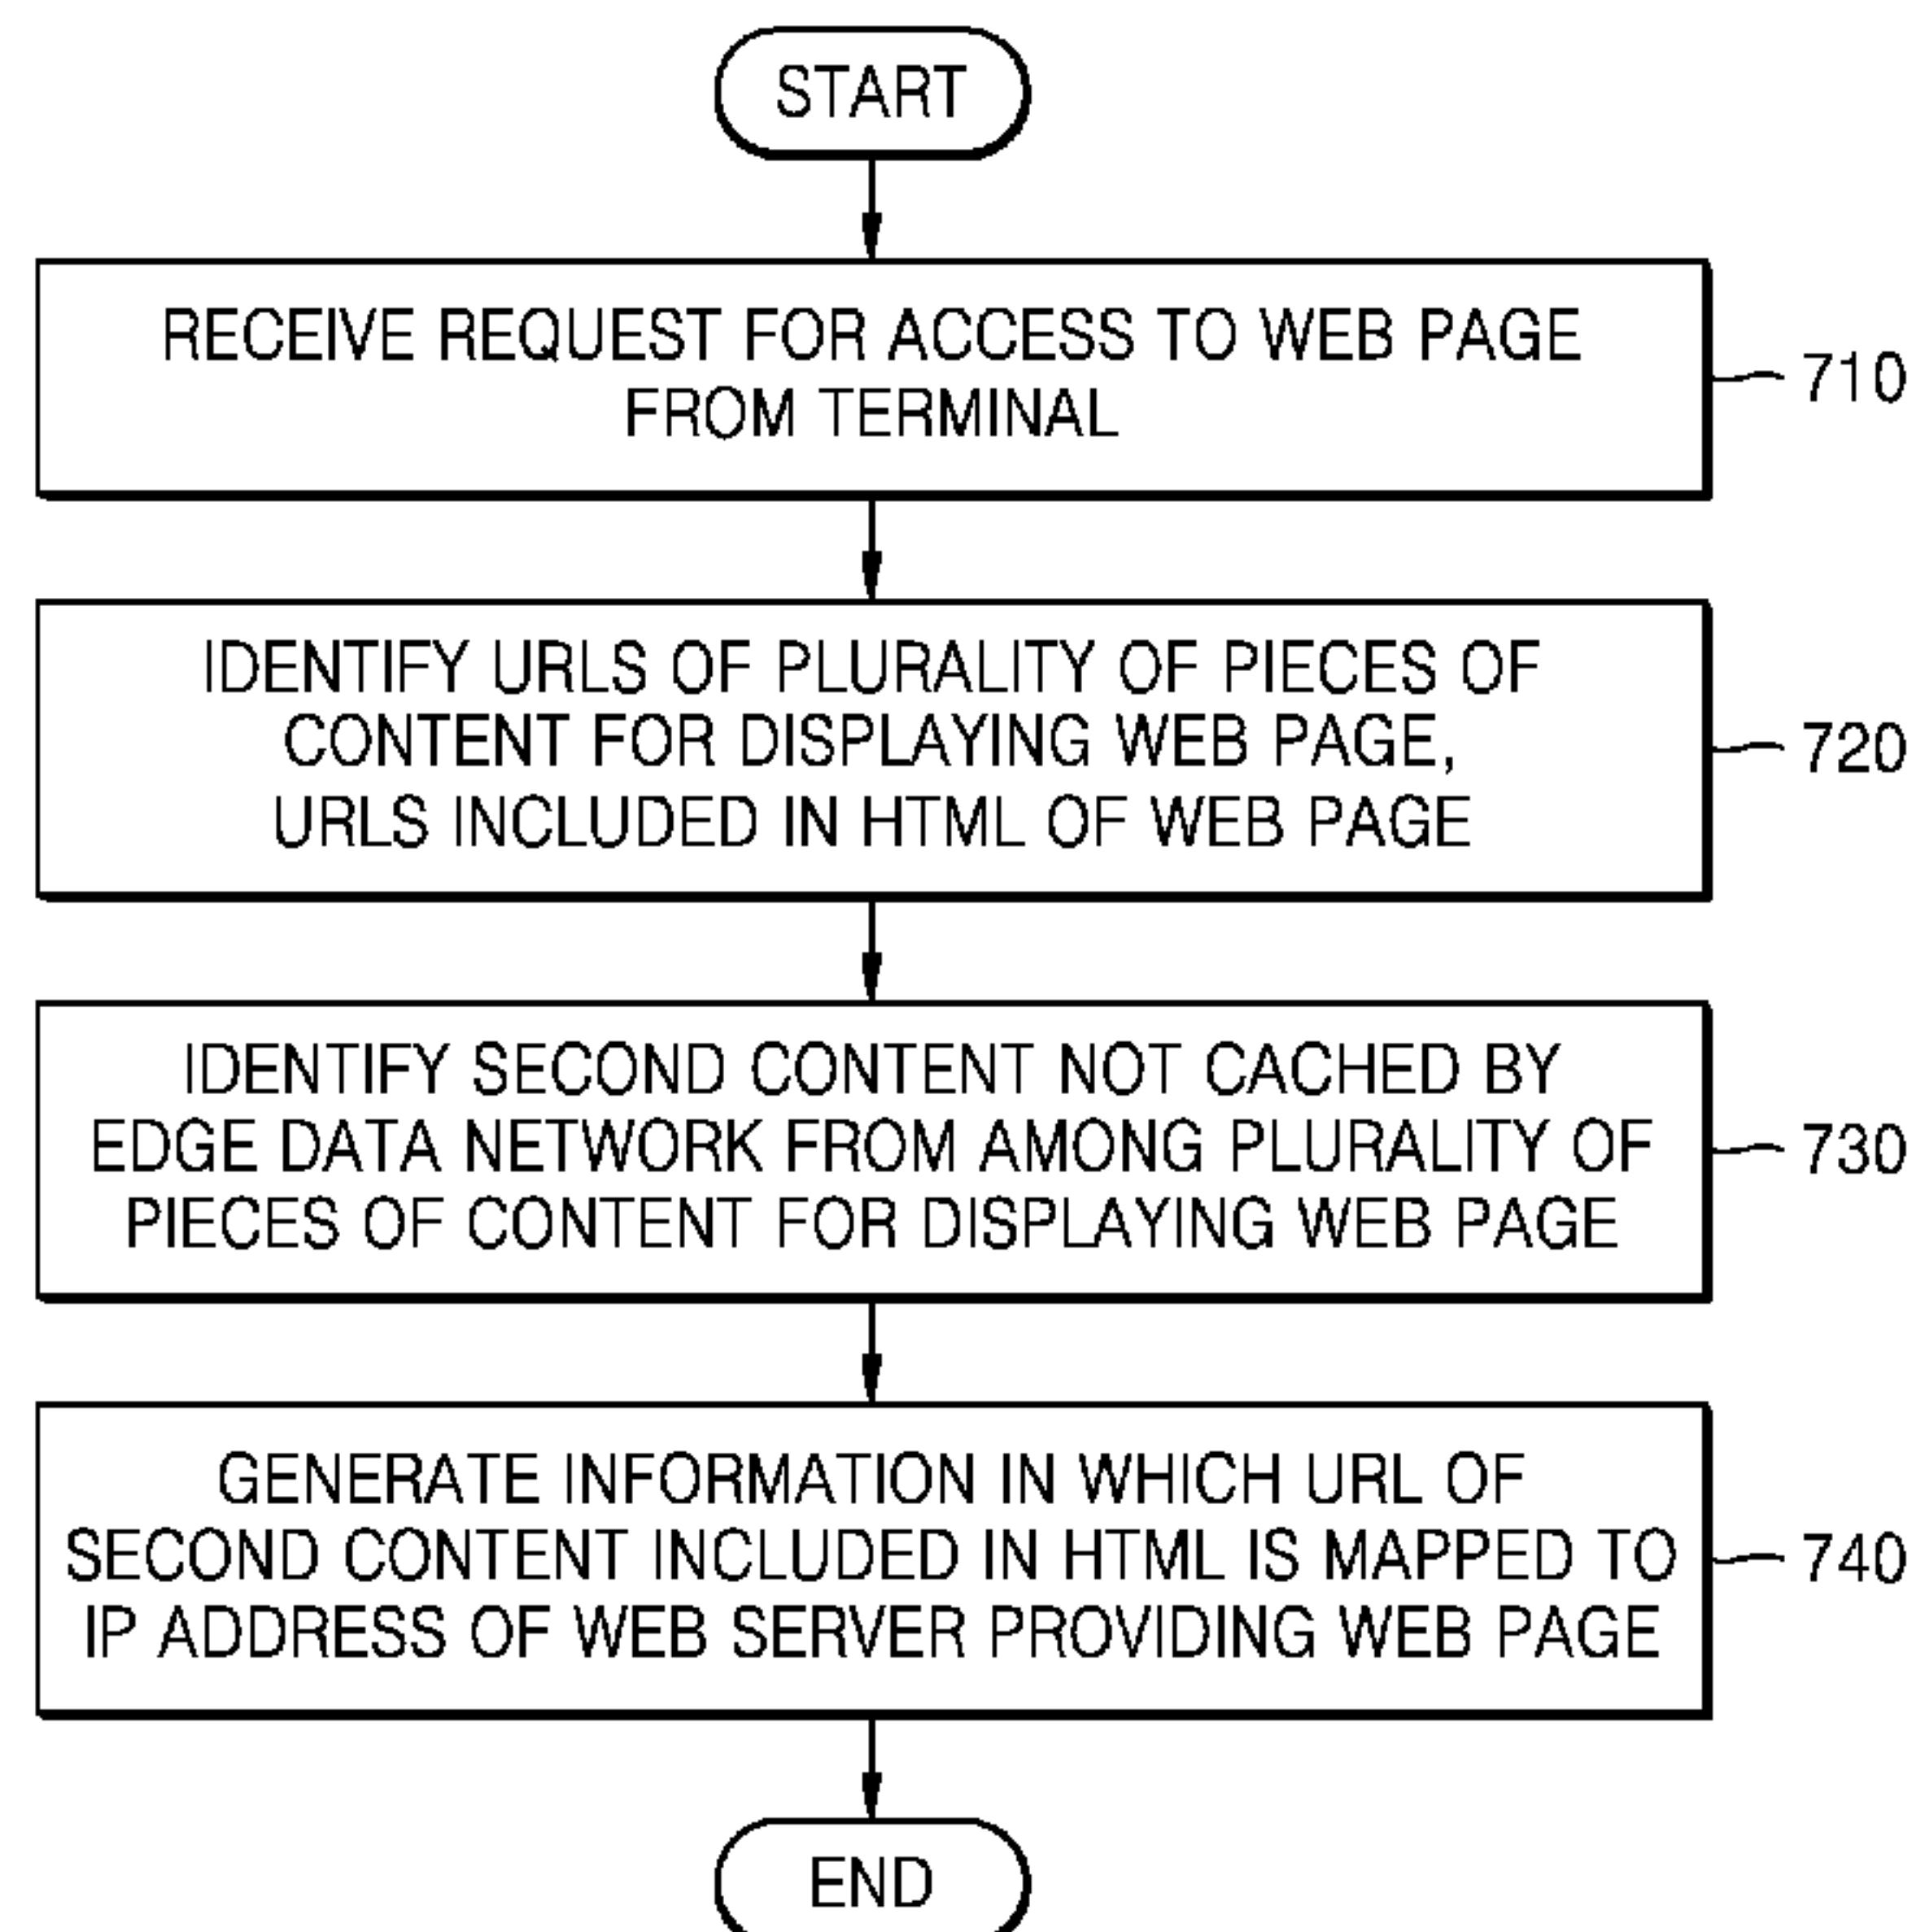 START
RECEIVE REQUEST FOR ACCESS TO WEB PAGE
FROM TERMINAL
710
IDENTIFY URLS OF PLURALITY OF PIECES OF
CONTENT FOR DISPLAYING WEB PAGE,
URLS INCLUDED IN HTML OF WEB PAGE
720
IDENTIFY SECOND CONTENT NOT CACHED BY
EDGE DATA NETWORK FROM AMONG PLURALITY OF
PIECES OF CONTENT FOR DISPLAYING WEB PAGE
730
GENERATE INFORMATION IN WHICH URL OF
SECOND CONTENT INCLUDED IN HTML IS MAPPED TO
IP ADDRESS OF WEB SERVER PROVIDING WEB PAGE
740
END